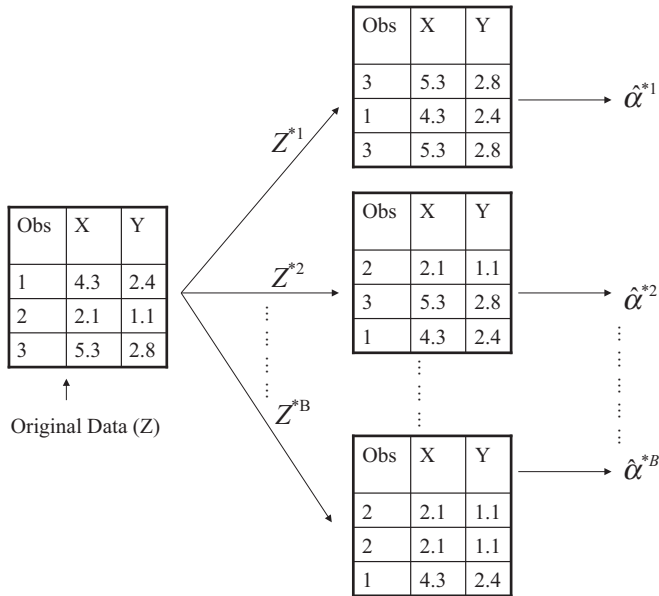 Obs X Y
3 5.3 2.8
1 4.3 2.4
3 5.3 2.8
α̂*1
Z*1
Obs X Y
1 4.3 2.4
2 2.1 1.1
3 5.3 2.8
Original Data (Z)
Z*2
Obs X Y
2 2.1 1.1
3 5.3 2.8
1 4.3 2.4
α̂*2
Z*B
Obs X Y
2 2.1 1.1
2 2.1 1.1
1 4.3 2.4
α̂*B